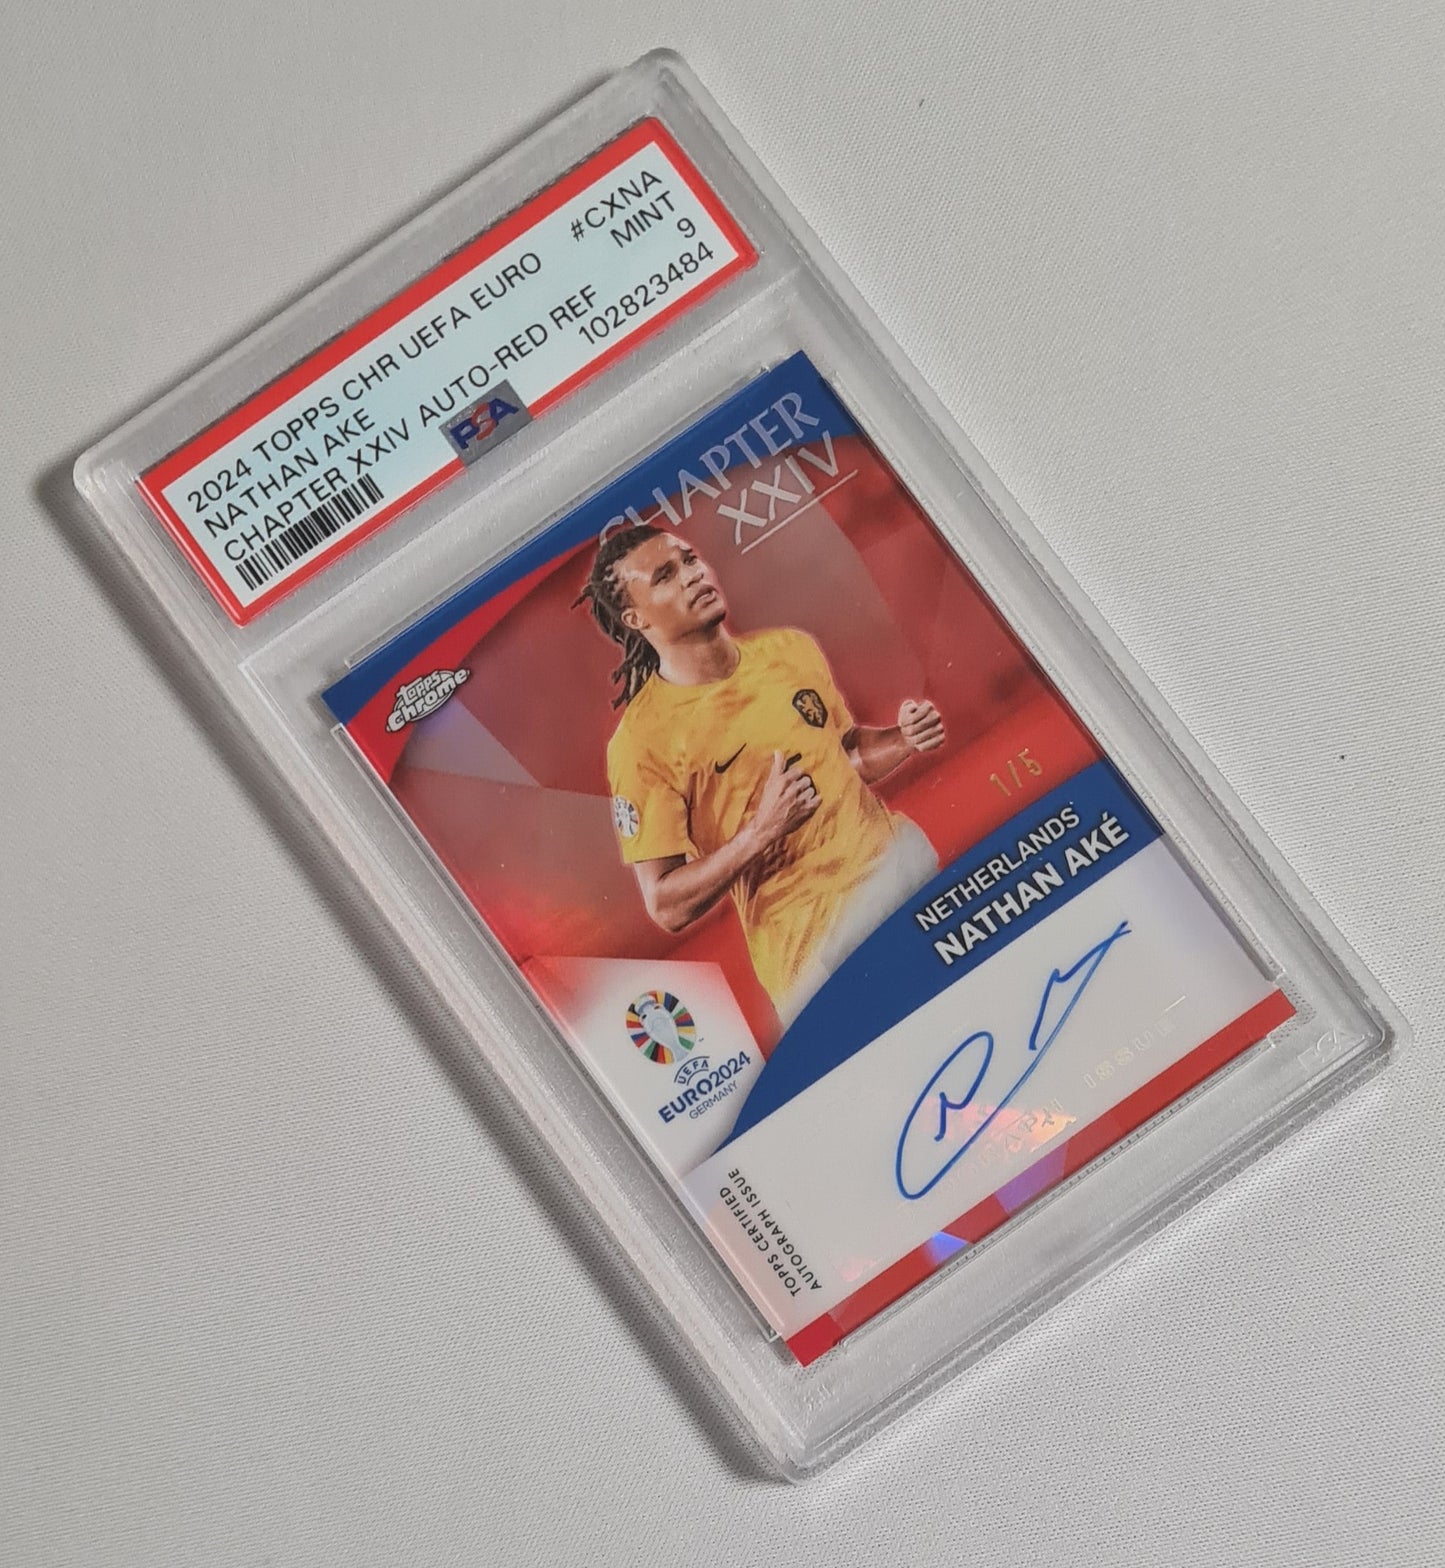 2024 TOPPS CHR UEFA EURO #CXNA
NATHAN AKE MINT
CHAPTER XXIV AUTO-RED REF 9
102823484
PSA
CHAPTER
XXIV
TOPPS
Chrome
1/5
NETHERLANDS
NATHAN AKÉ
UEFA
EURO2024
GERMANY
TOPPS CERTIFIED
AUTOGRAPH ISSUE
ISSUE